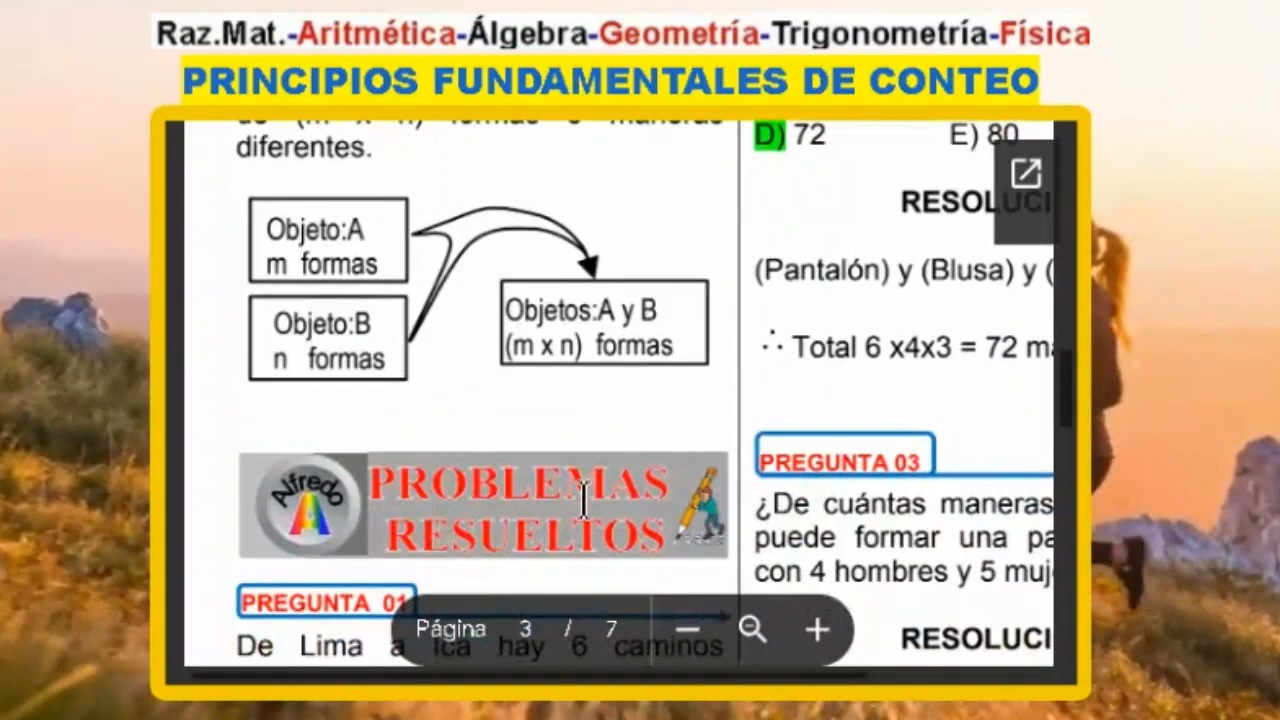 Raz.Mat.-Aritmética-Álgebra-Geometría-Trigonometría-Física
PRINCIPIOS FUNDAMENTALES DE CONTEO
diferentes.
Objeto:A
m formas
Objeto:B
n formas
Objetos:A y B
(m x n) formas
Alfredo
A
PROBLEMAS
RESUELTOS
PREGUNTA 01
De Lima a Ica hay 6 caminos
D) 72 E) 80
RESOLUCI
(Pantalón) y (Blusa) y (
∴ Total 6 x4x3 = 72 m
PREGUNTA 03
¿De cuántas maneras
puede formar una pa
con 4 hombres y 5 muj
RESOLUCI
Página 3 / 7